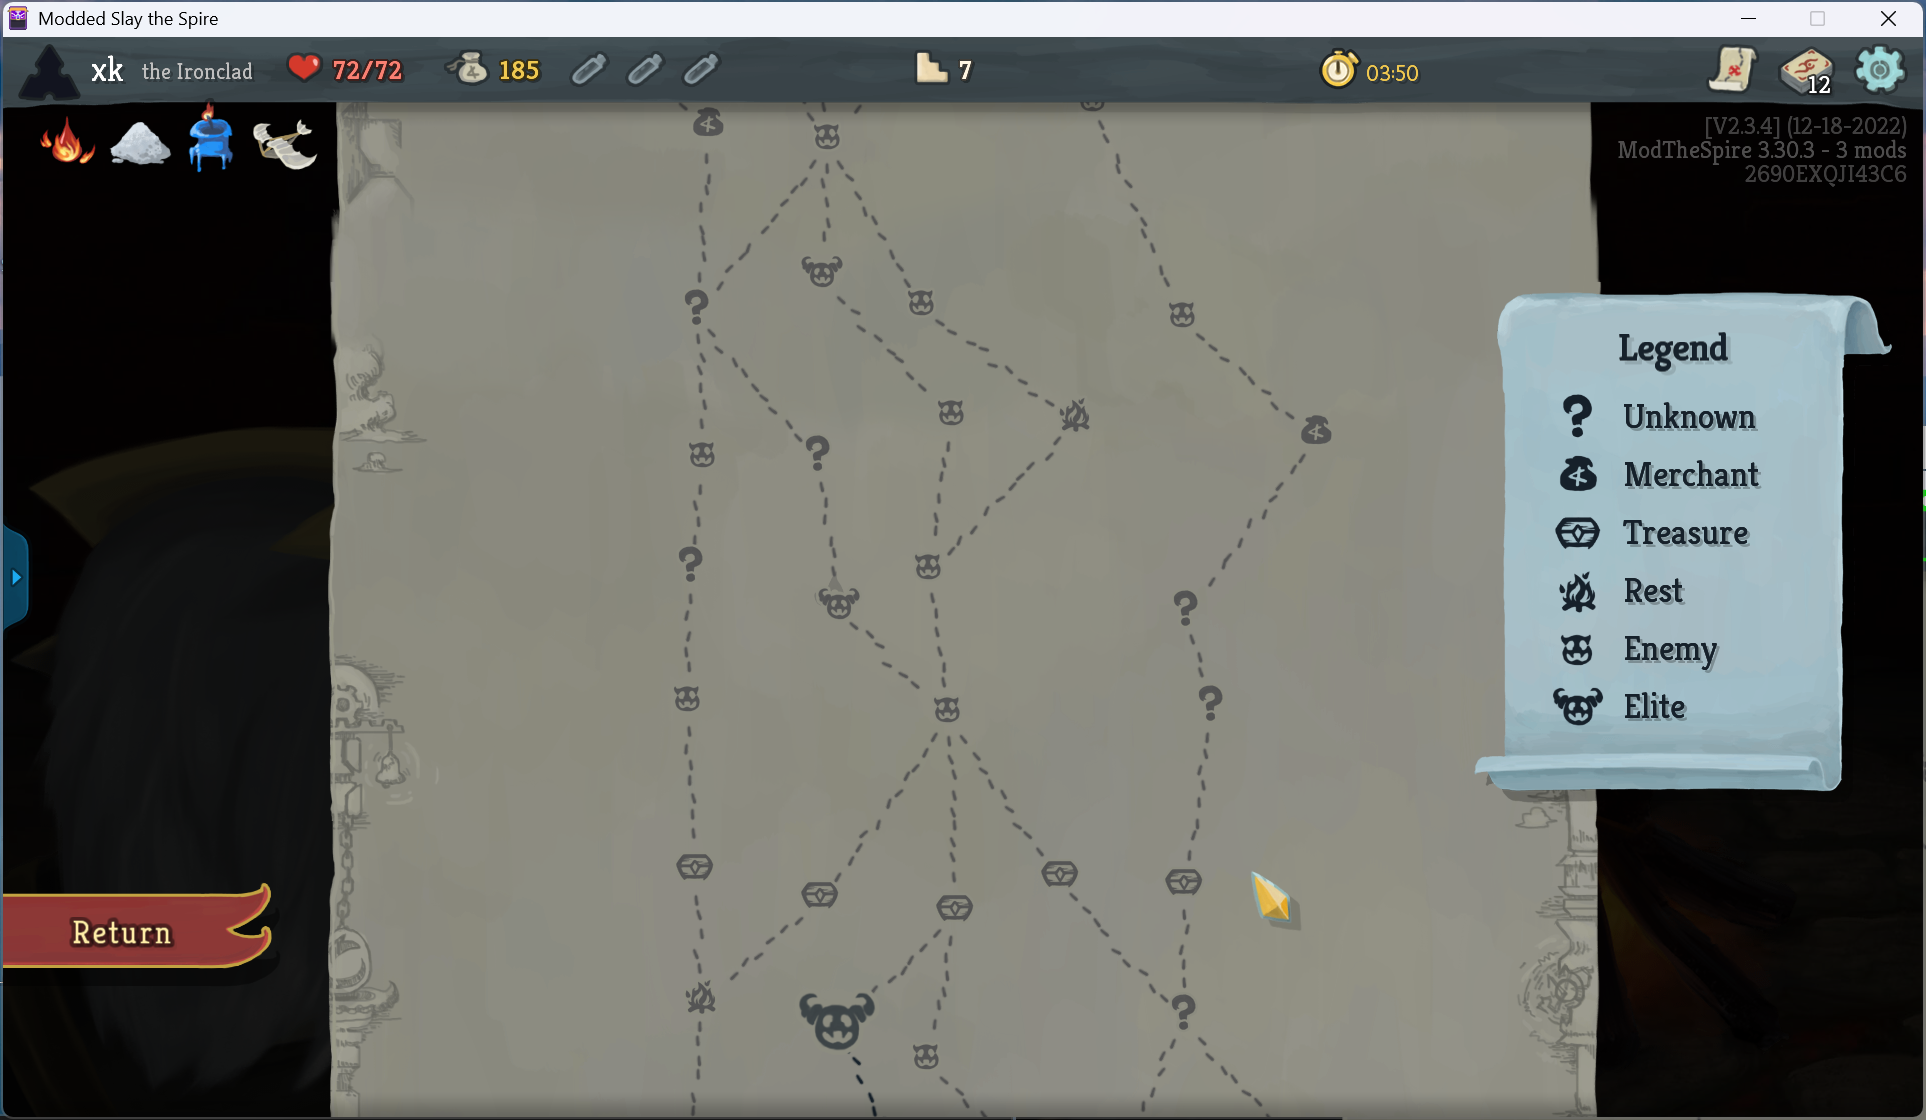 Modded Slay the Spire
xk the Ironclad 72/72 185 7 03:50 12
[V2.3.4] (12-18-2022)
ModTheSpire 3.30.3 - 3 mods
2690EXQJI43C6
Legend
Unknown
Merchant
Treasure
Rest
Enemy
Elite
Return